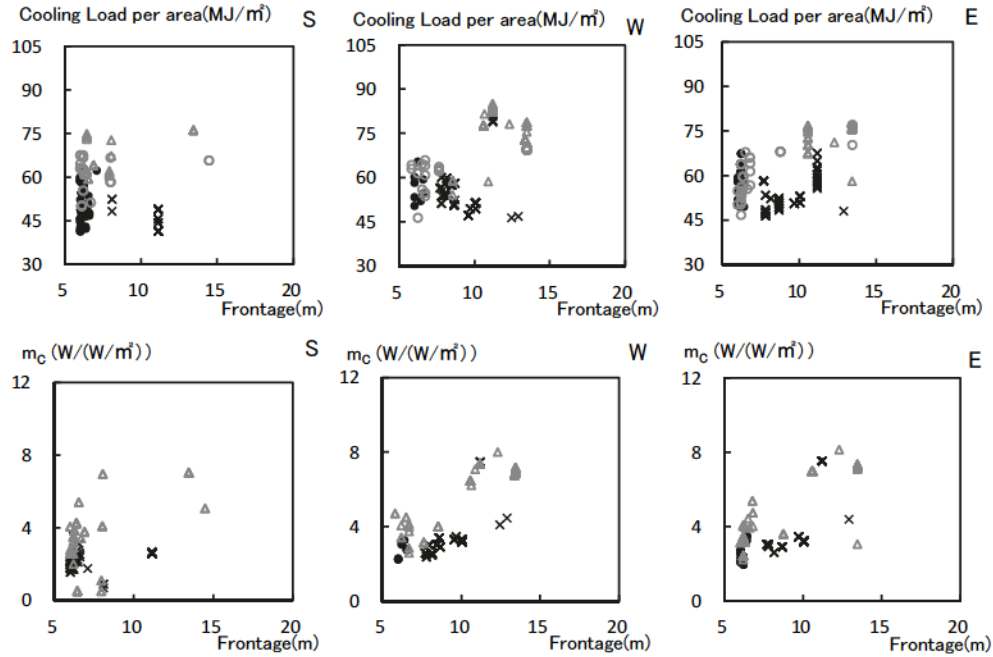 Cooling Load per area(MJ/㎡) S
105
90
75
60
45
30
5 10 15 20
Frontage(m)
Cooling Load per area(MJ/㎡) W
105
90
75
60
45
30
5 10 15 20
Frontage(m)
Cooling Load per area(MJ/㎡) E
105
90
75
60
45
30
5 10 15 20
Frontage(m)
mc (W/(W/㎡)) S
12
8
4
0
5 10 15 20
Frontage(m)
mc (W/(W/㎡)) W
12
8
4
0
5 10 15 20
Frontage(m)
mc (W/(W/㎡)) E
12
8
4
0
5 10 15 20
Frontage(m)